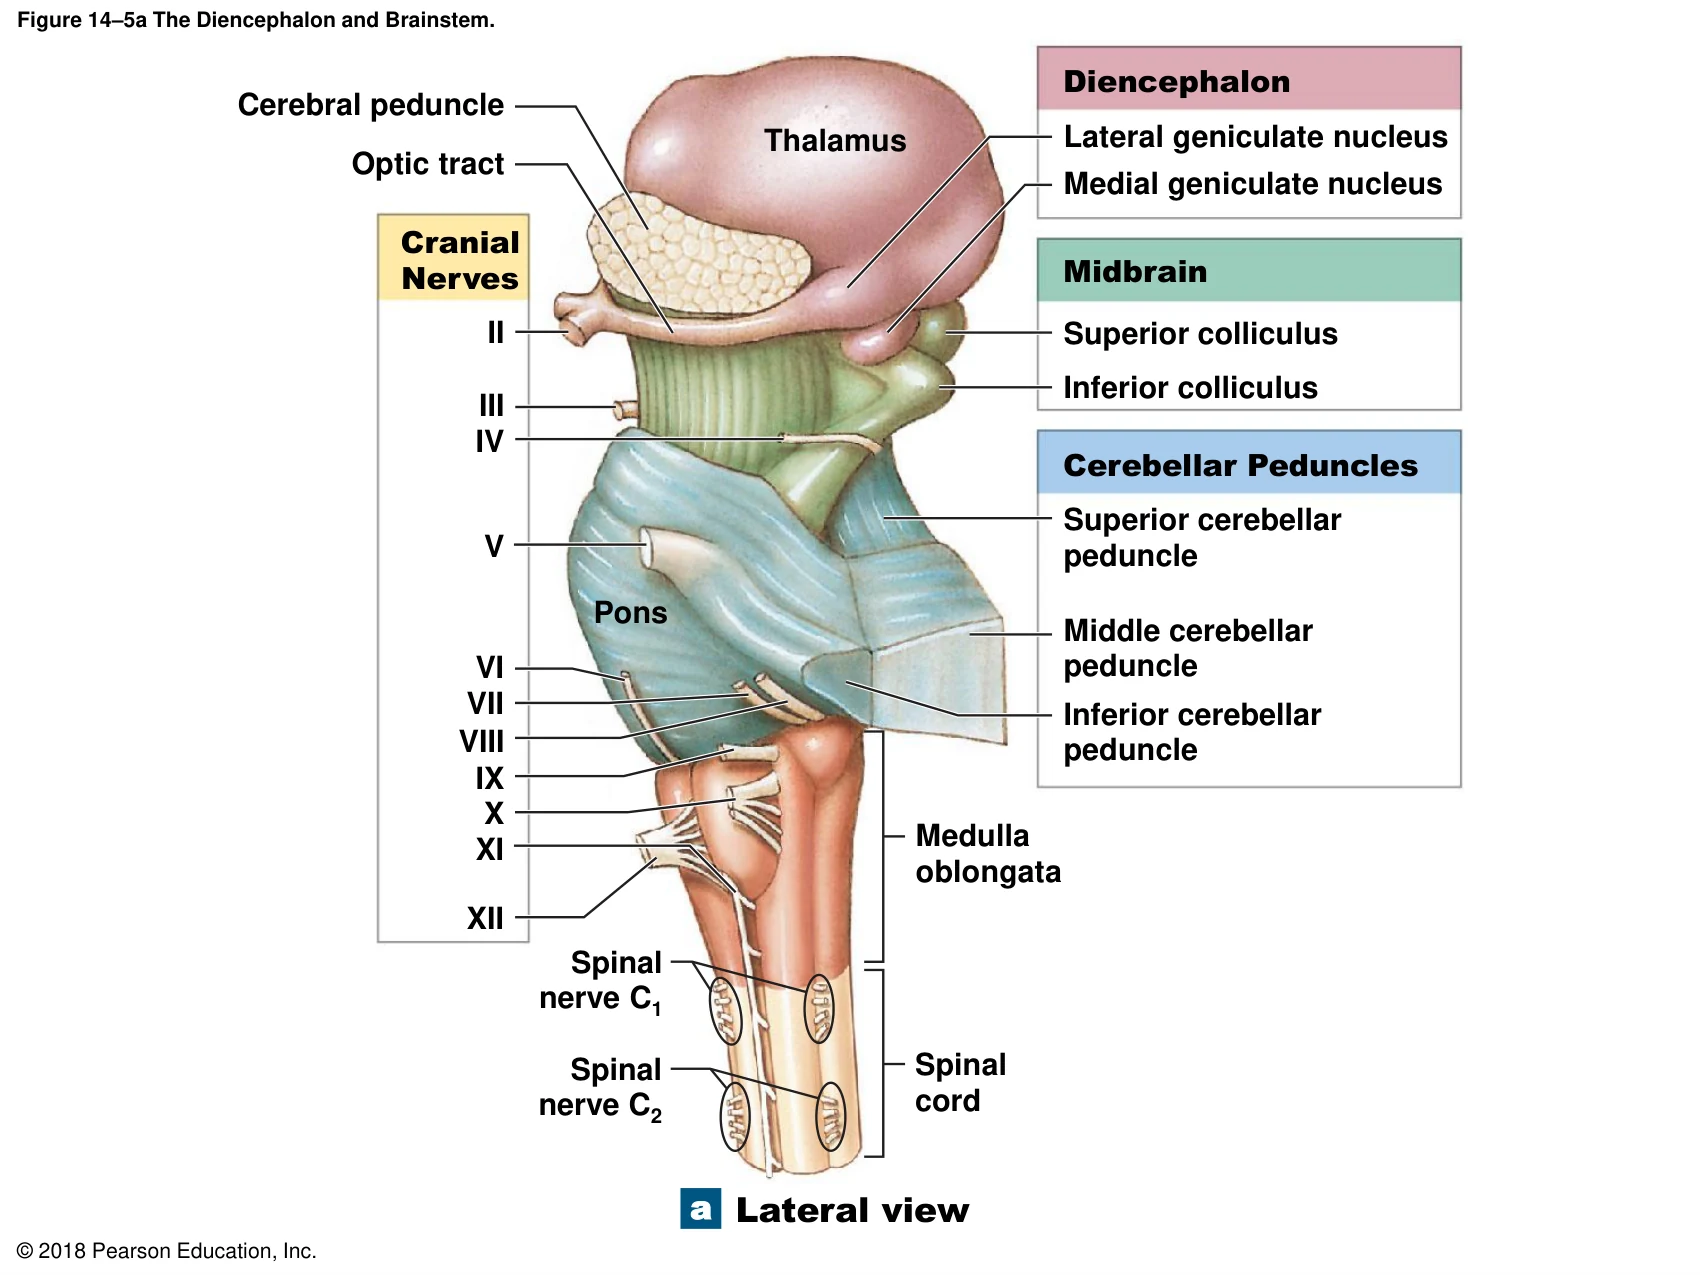 Figure 14–5a The Diencephalon and Brainstem.
Cerebral peduncle
Optic tract
Thalamus
Cranial
Nerves
II
III
IV
V
Pons
VI
VII
VIII
IX
X
XI
XII
Spinal
nerve C₁
Spinal
nerve C₂
Diencephalon
Lateral geniculate nucleus
Medial geniculate nucleus
Midbrain
Superior colliculus
Inferior colliculus
Cerebellar Peduncles
Superior cerebellar
peduncle
Middle cerebellar
peduncle
Inferior cerebellar
peduncle
Medulla
oblongata
Spinal
cord
a Lateral view
© 2018 Pearson Education, Inc.